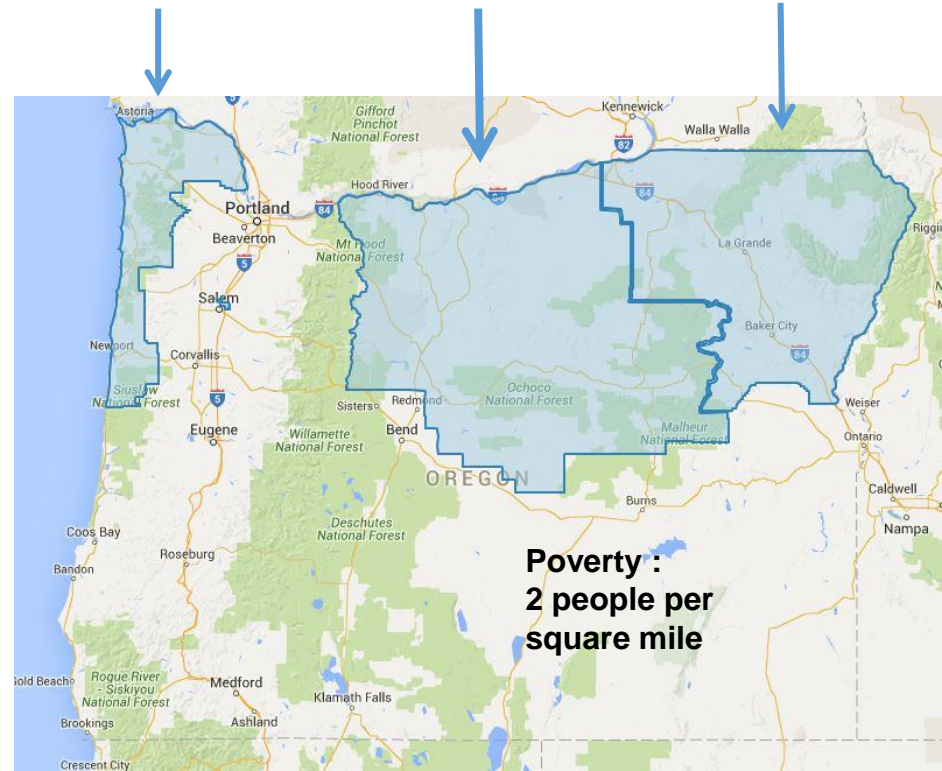 5
Astoria
Gifford
Pinchot
National Forest
Kennewick
Walla Walla
82
Hood River
84
84
84
Portland
Beaverton
Mt Hood
National Forest
La Grande
Riggin
5
Salem
Baker City
84
Newport
Corvallis
Siuslaw
National Forest
5
Sisters
Redmond
Ochoco
National Forest
Weiser
Eugene
Willamette
National Forest
Bend
Malheur
National Forest
Ontario
OREGON
Burns
Caldwell
Nampa
Deschutes
National Forest
Coos Bay
Roseburg
Bandon
Poverty :
2 people per
square mile
Gold Beach
Rogue River
- Siskiyou
National Forest
Medford
Klamath Falls
Ashland
Brookings
Crescent City